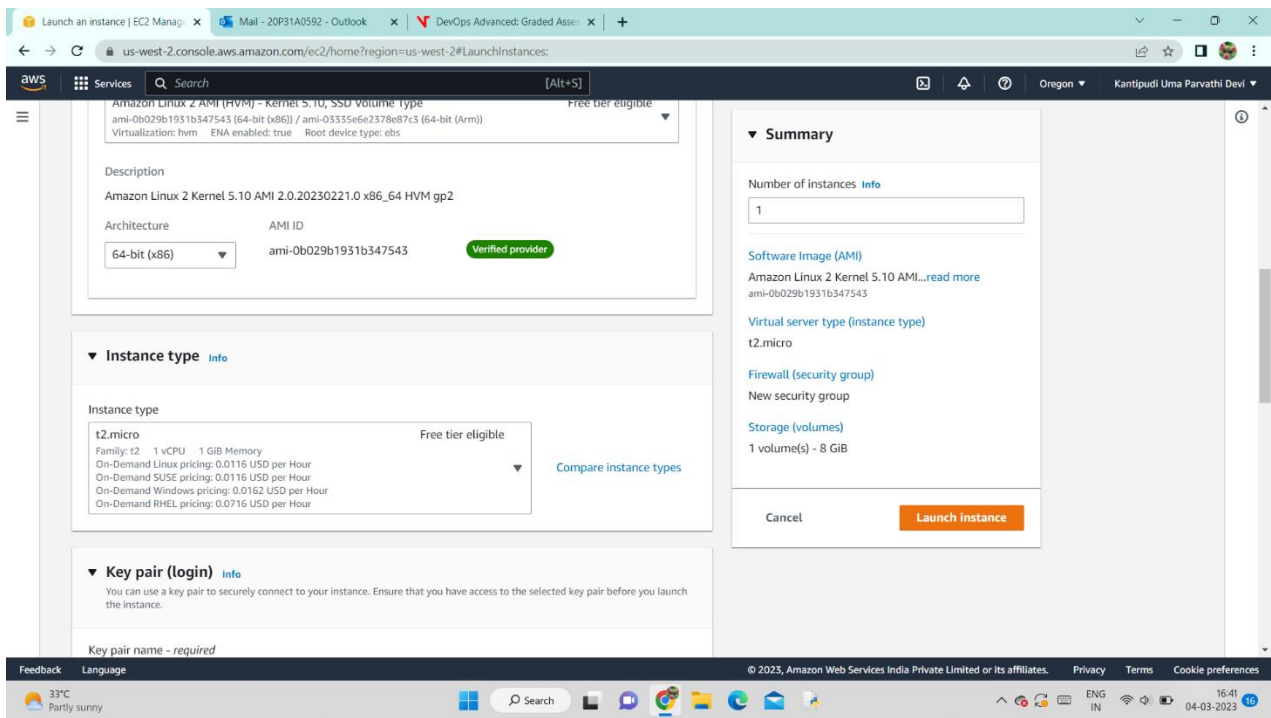 Launch an instance | EC2 Manage
Mail - 20P31A0592 - Outlook
DevOps Advanced: Graded Asses
us-west-2.console.aws.amazon.com/ec2/home?region=us-west-2#LaunchInstances:
aws
Services
Search
[Alt+S]
Oregon
Kantipudi Uma Parvathi Devi
Amazon Linux 2 AMI (HVM) - Kernel 5.10, SSD Volume Type
Free tier eligible
ami-0b029b1931b347543 (64-bit (x86)) / ami-03335e6e2378e87c3 (64-bit (Arm))
Virtualization: hvm ENA enabled: true Root device type: ebs
Description
Amazon Linux 2 Kernel 5.10 AMI 2.0.20230221.0 x86_64 HVM gp2
Architecture
AMI ID
64-bit (x86)
ami-0b029b1931b347543
Verified provider
Instance type Info
Instance type
t2.micro
Free tier eligible
Family: t2 1 vCPU 1 GiB Memory
On-Demand Linux pricing: 0.0116 USD per Hour
On-Demand SUSE pricing: 0.0116 USD per Hour
On-Demand Windows pricing: 0.0162 USD per Hour
On-Demand RHEL pricing: 0.0716 USD per Hour
Compare instance types
Key pair (login) Info
You can use a key pair to securely connect to your instance. Ensure that you have access to the selected key pair before you launch
the instance.
Key pair name - required
Summary
Number of instances Info
1
Software Image (AMI)
Amazon Linux 2 Kernel 5.10 AMI...read more
ami-0b029b1931b347543
Virtual server type (instance type)
t2.micro
Firewall (security group)
New security group
Storage (volumes)
1 volume(s) - 8 GiB
Cancel
Launch instance
Feedback
Language
© 2023, Amazon Web Services India Private Limited or its affiliates.
Privacy
Terms
Cookie preferences
33°C
Partly sunny
Search
ENG
IN
16:41
04-03-2023
16